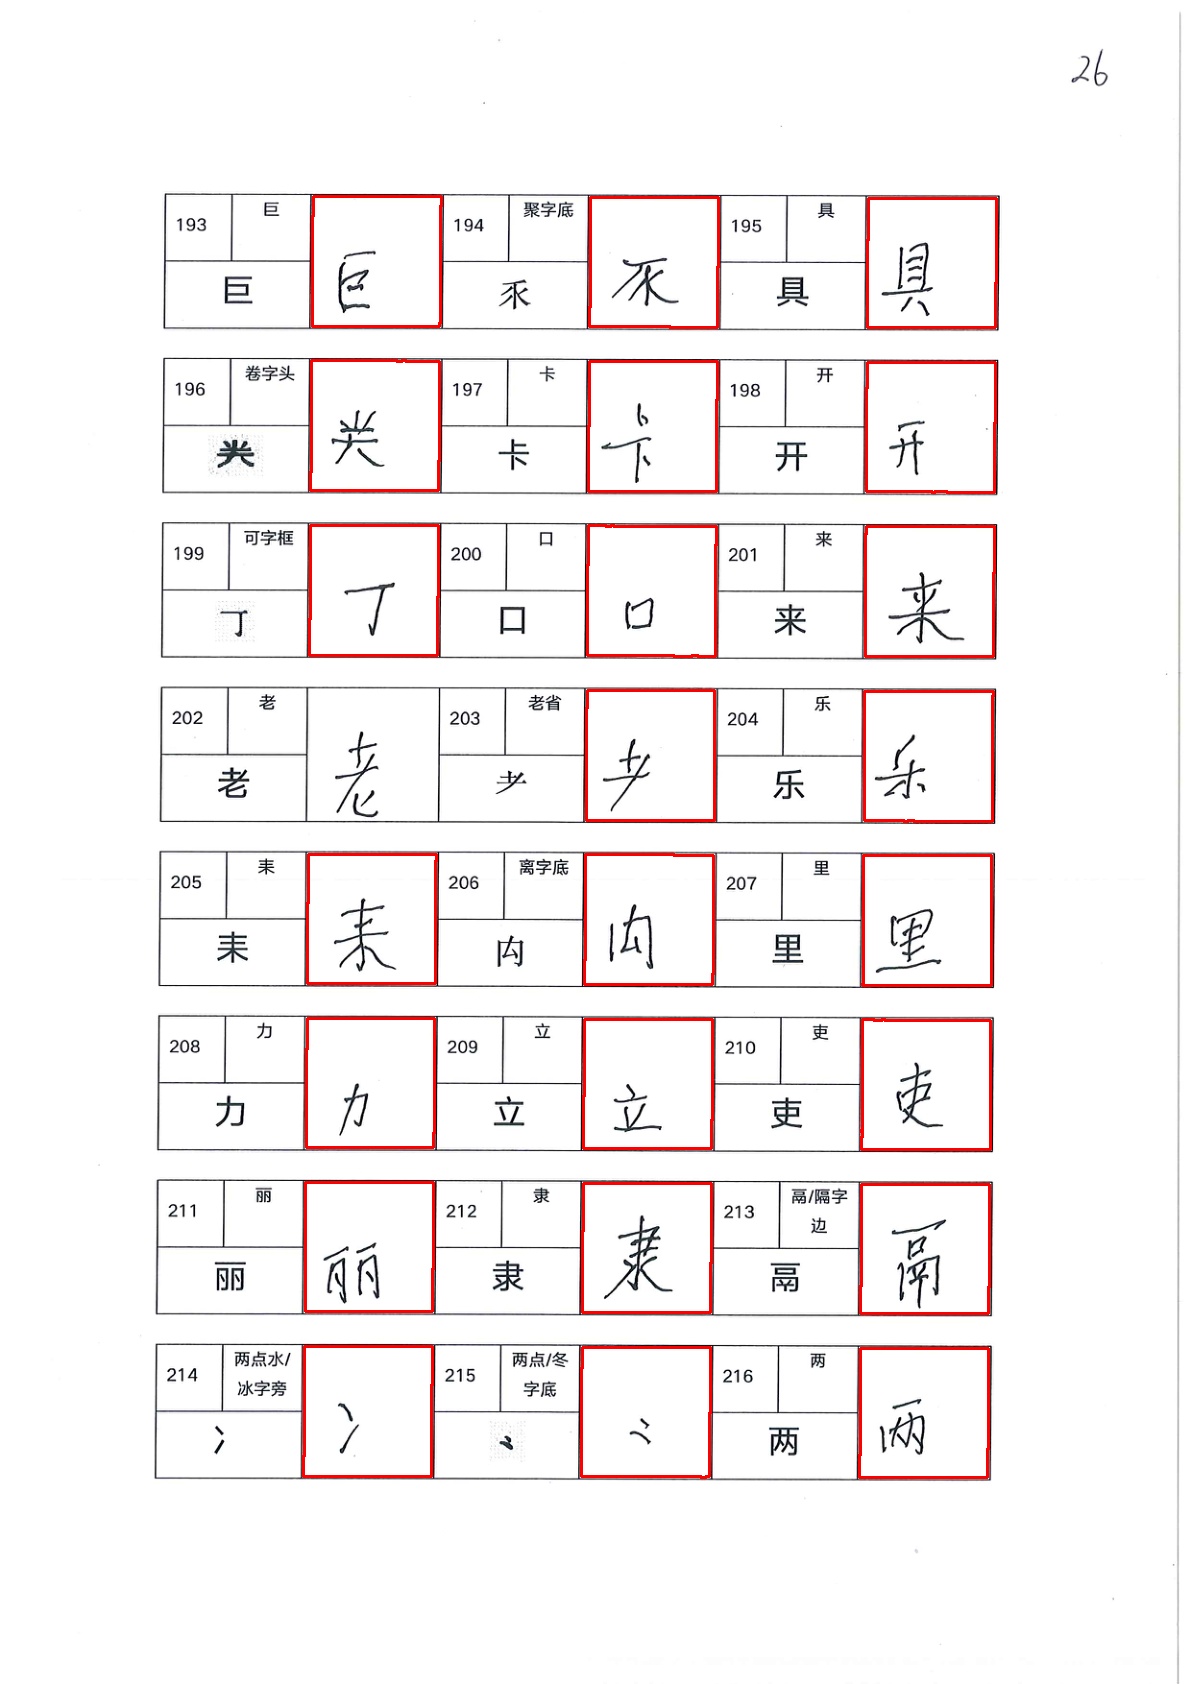 26
193 巨 巨 巨 194 聚字底 乑 乑 195 具 具 具
196 卷字头 龹 龹 197 卡 卡 卡 198 开 开 开
199 可字框 丁 丁 200 口 口 口 201 来 来 来
202 老 老 老 203 老省 耂 耂 204 乐 乐 乐
205 耒 耒 耒 206 离字底 禸 禸 207 里 里 里
208 力 力 力 209 立 立 立 210 吏 吏 吏
211 丽 丽 丽 212 隶 隶 隶 213 鬲/隔字边 鬲 鬲
214 两点水/冰字旁 冫 冫 215 两点/冬字底 ⺀ ⺀ 216 两 两 两